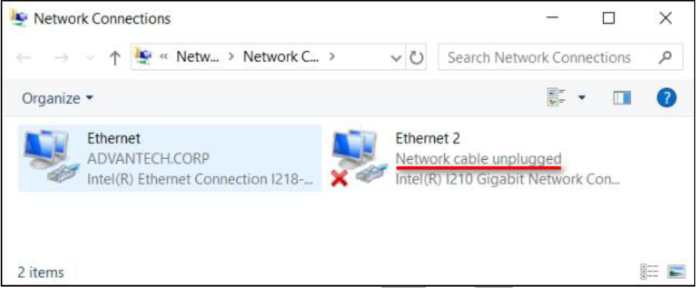 Network Connections
« Netw... > Network C... >
Search Network Connections
Organize
?
Ethernet
ADVANTECH.CORP
Intel(R) Ethernet Connection I218-...
Ethernet 2
Network cable unplugged
Intel(R) I210 Gigabit Network Con...
2 items